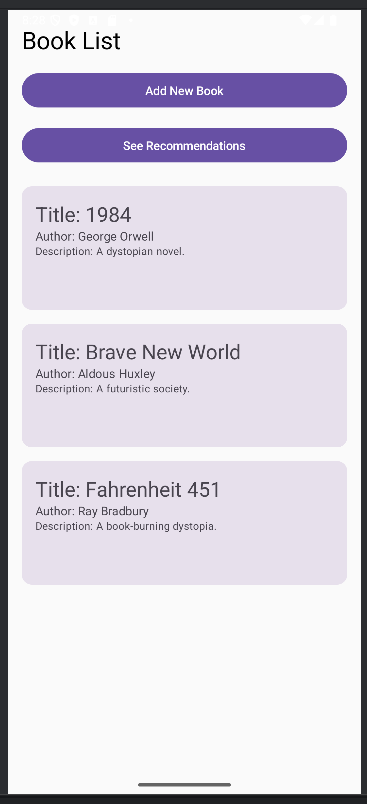 Book List
Add New Book
See Recommendations
Title: 1984
Author: George Orwell
Description: A dystopian novel.
Title: Brave New World
Author: Aldous Huxley
Description: A futuristic society.
Title: Fahrenheit 451
Author: Ray Bradbury
Description: A book-burning dystopia.